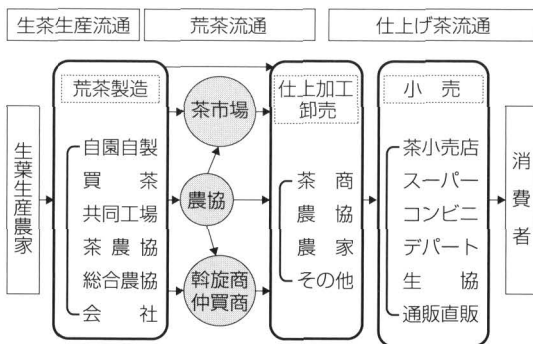 生茶生産流通
荒茶流通
仕上げ茶流通
生葉生産農家
荒茶製造
自園自製
買茶
共同工場
茶農協
総合農協
会社
茶市場
農協
斡旋商
仲買商
仕上加工
卸売
茶商
農協
農家
その他
小売
茶小売店
スーパー
コンビニ
デパート
生協
通販直販
消費者